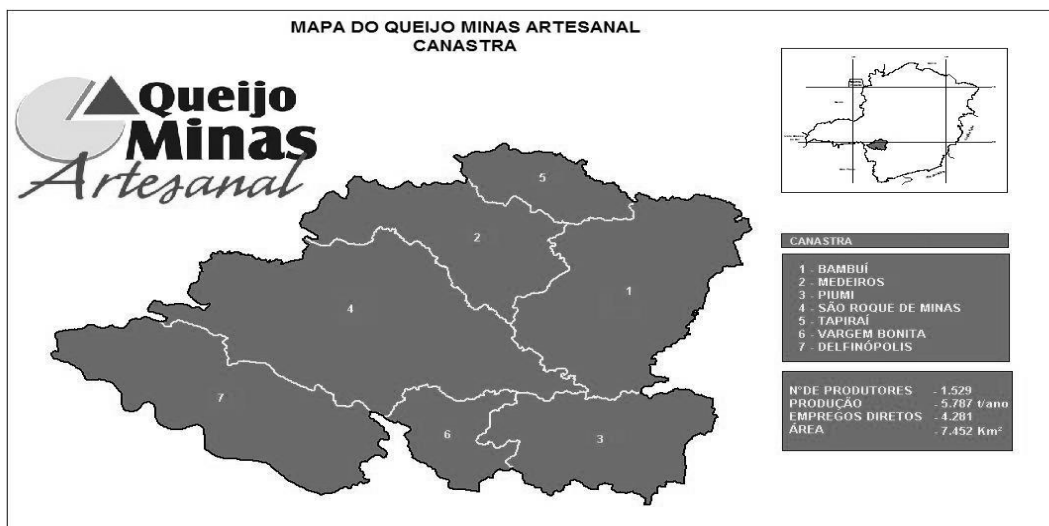 MAPA DO QUEIJO MINAS ARTESANAL
CANASTRA
Queijo
Minas
Artesanal
5
2
1
4
7
6
3
CANASTRA
1 - BAMBUÍ
2 - MEDEIROS
3 - PIUMI
4 - SÃO ROQUE DE MINAS
5 - TAPIRAÍ
6 - VARGEM BONITA
7 - DELFINÓPOLIS
N°DE PRODUTORES - 1.529
PRODUÇÃO - 5.787 t/ano
EMPREGOS DIRETOS - 4.281
ÁREA - 7.452 Km²